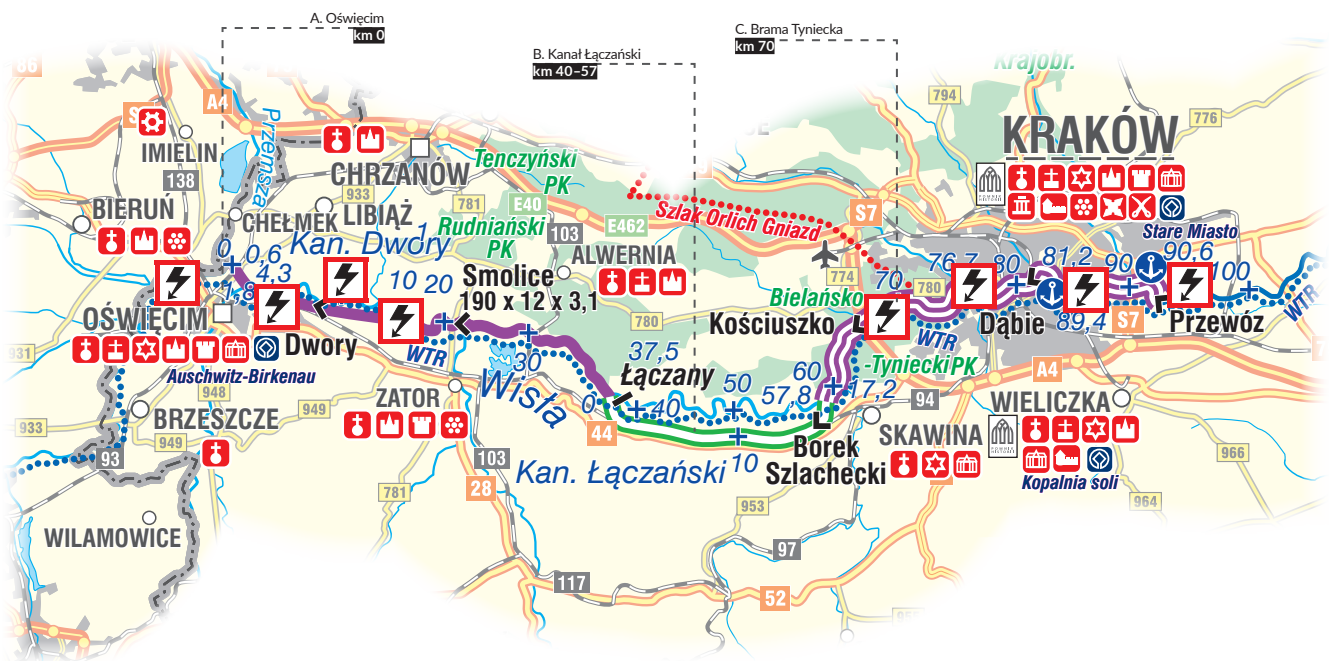 A. Oświęcim
km 0
B. Kanał Łączański
km 40–57
C. Brama Tyniecka
km 70
Krajobr.
A4
794
776
KRAKÓW
IMIELIN
138
Przemsza
CHRZANÓW
Tenczyński
PK
933
781
E40
E462
Szlak Orlich Gniazd
S7
BIERUŃ
CHEŁMEK
LIBIĄŻ
Rudniański
PK
103
ALWERNIA
Stare Miasto
0
0,6
Kan. Dwory
1
1,8
4,3
10
20
Smolice
190 x 12 x 3,1
774
70
76,7
80
81,2
90
90,6
100
780
Bielańsko
OŚWIĘCIM
Dwory
WTR
780
Kościuszko
WTR
Dąbie
89,4
S7
Przewóz
WTR
931
Auschwitz-Birkenau
948
30
Wisła
37,5
Łączany
-Tyniecki PK
A4
60
17,2
50
57,8
0
40
949
BRZESZCZE
933
949
93
ZATOR
44
94
WIELICZKA
SKAWINA
Borek
Szlachecki
103
Kan. Łączański
10
28
781
966
Kopalnia soli
964
953
WILAMOWICE
97
117
52